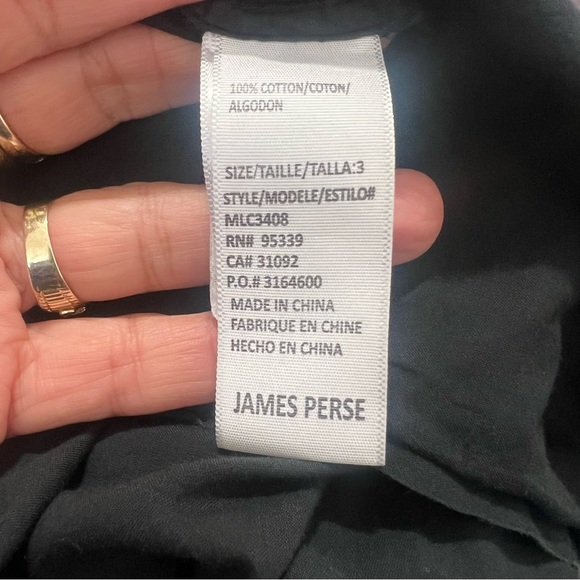 100% COTTON/COTON/
ALGODON
SIZE/TAILLE/TALLA:3
STYLE/MODELE/ESTILO#
MLC3408
RN# 95339
CA# 31092
P.O.# 3164600
MADE IN CHINA
FABRIQUE EN CHINE
HECHO EN CHINA
JAMES PERSE